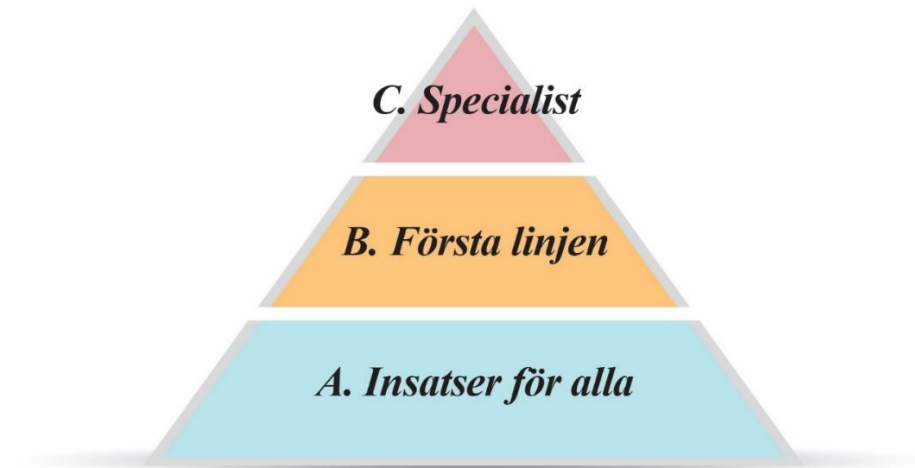 C. Specialist
B. Första linjen
A. Insatser för alla